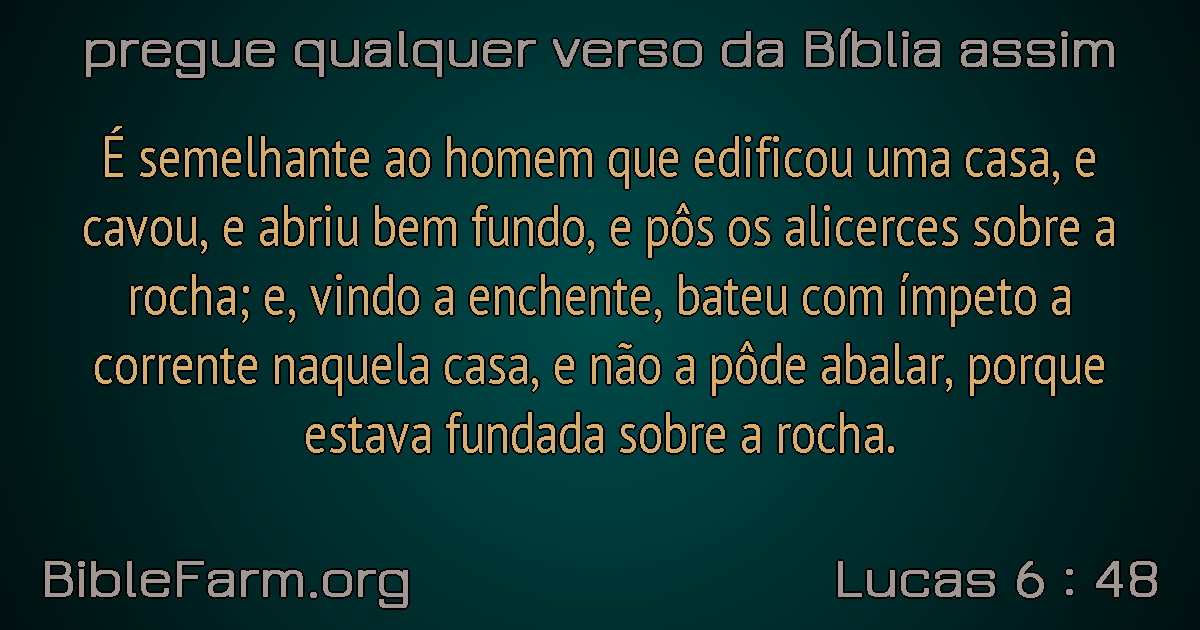 pregue qualquer verso da Bíblia assim
É semelhante ao homem que edificou uma casa, e
cavou, e abriu bem fundo, e pôs os alicerces sobre a
rocha; e, vindo a enchente, bateu com ímpeto a
corrente naquela casa, e não a pôde abalar, porque
estava fundada sobre a rocha.
BibleFarm.org
Lucas 6 : 48